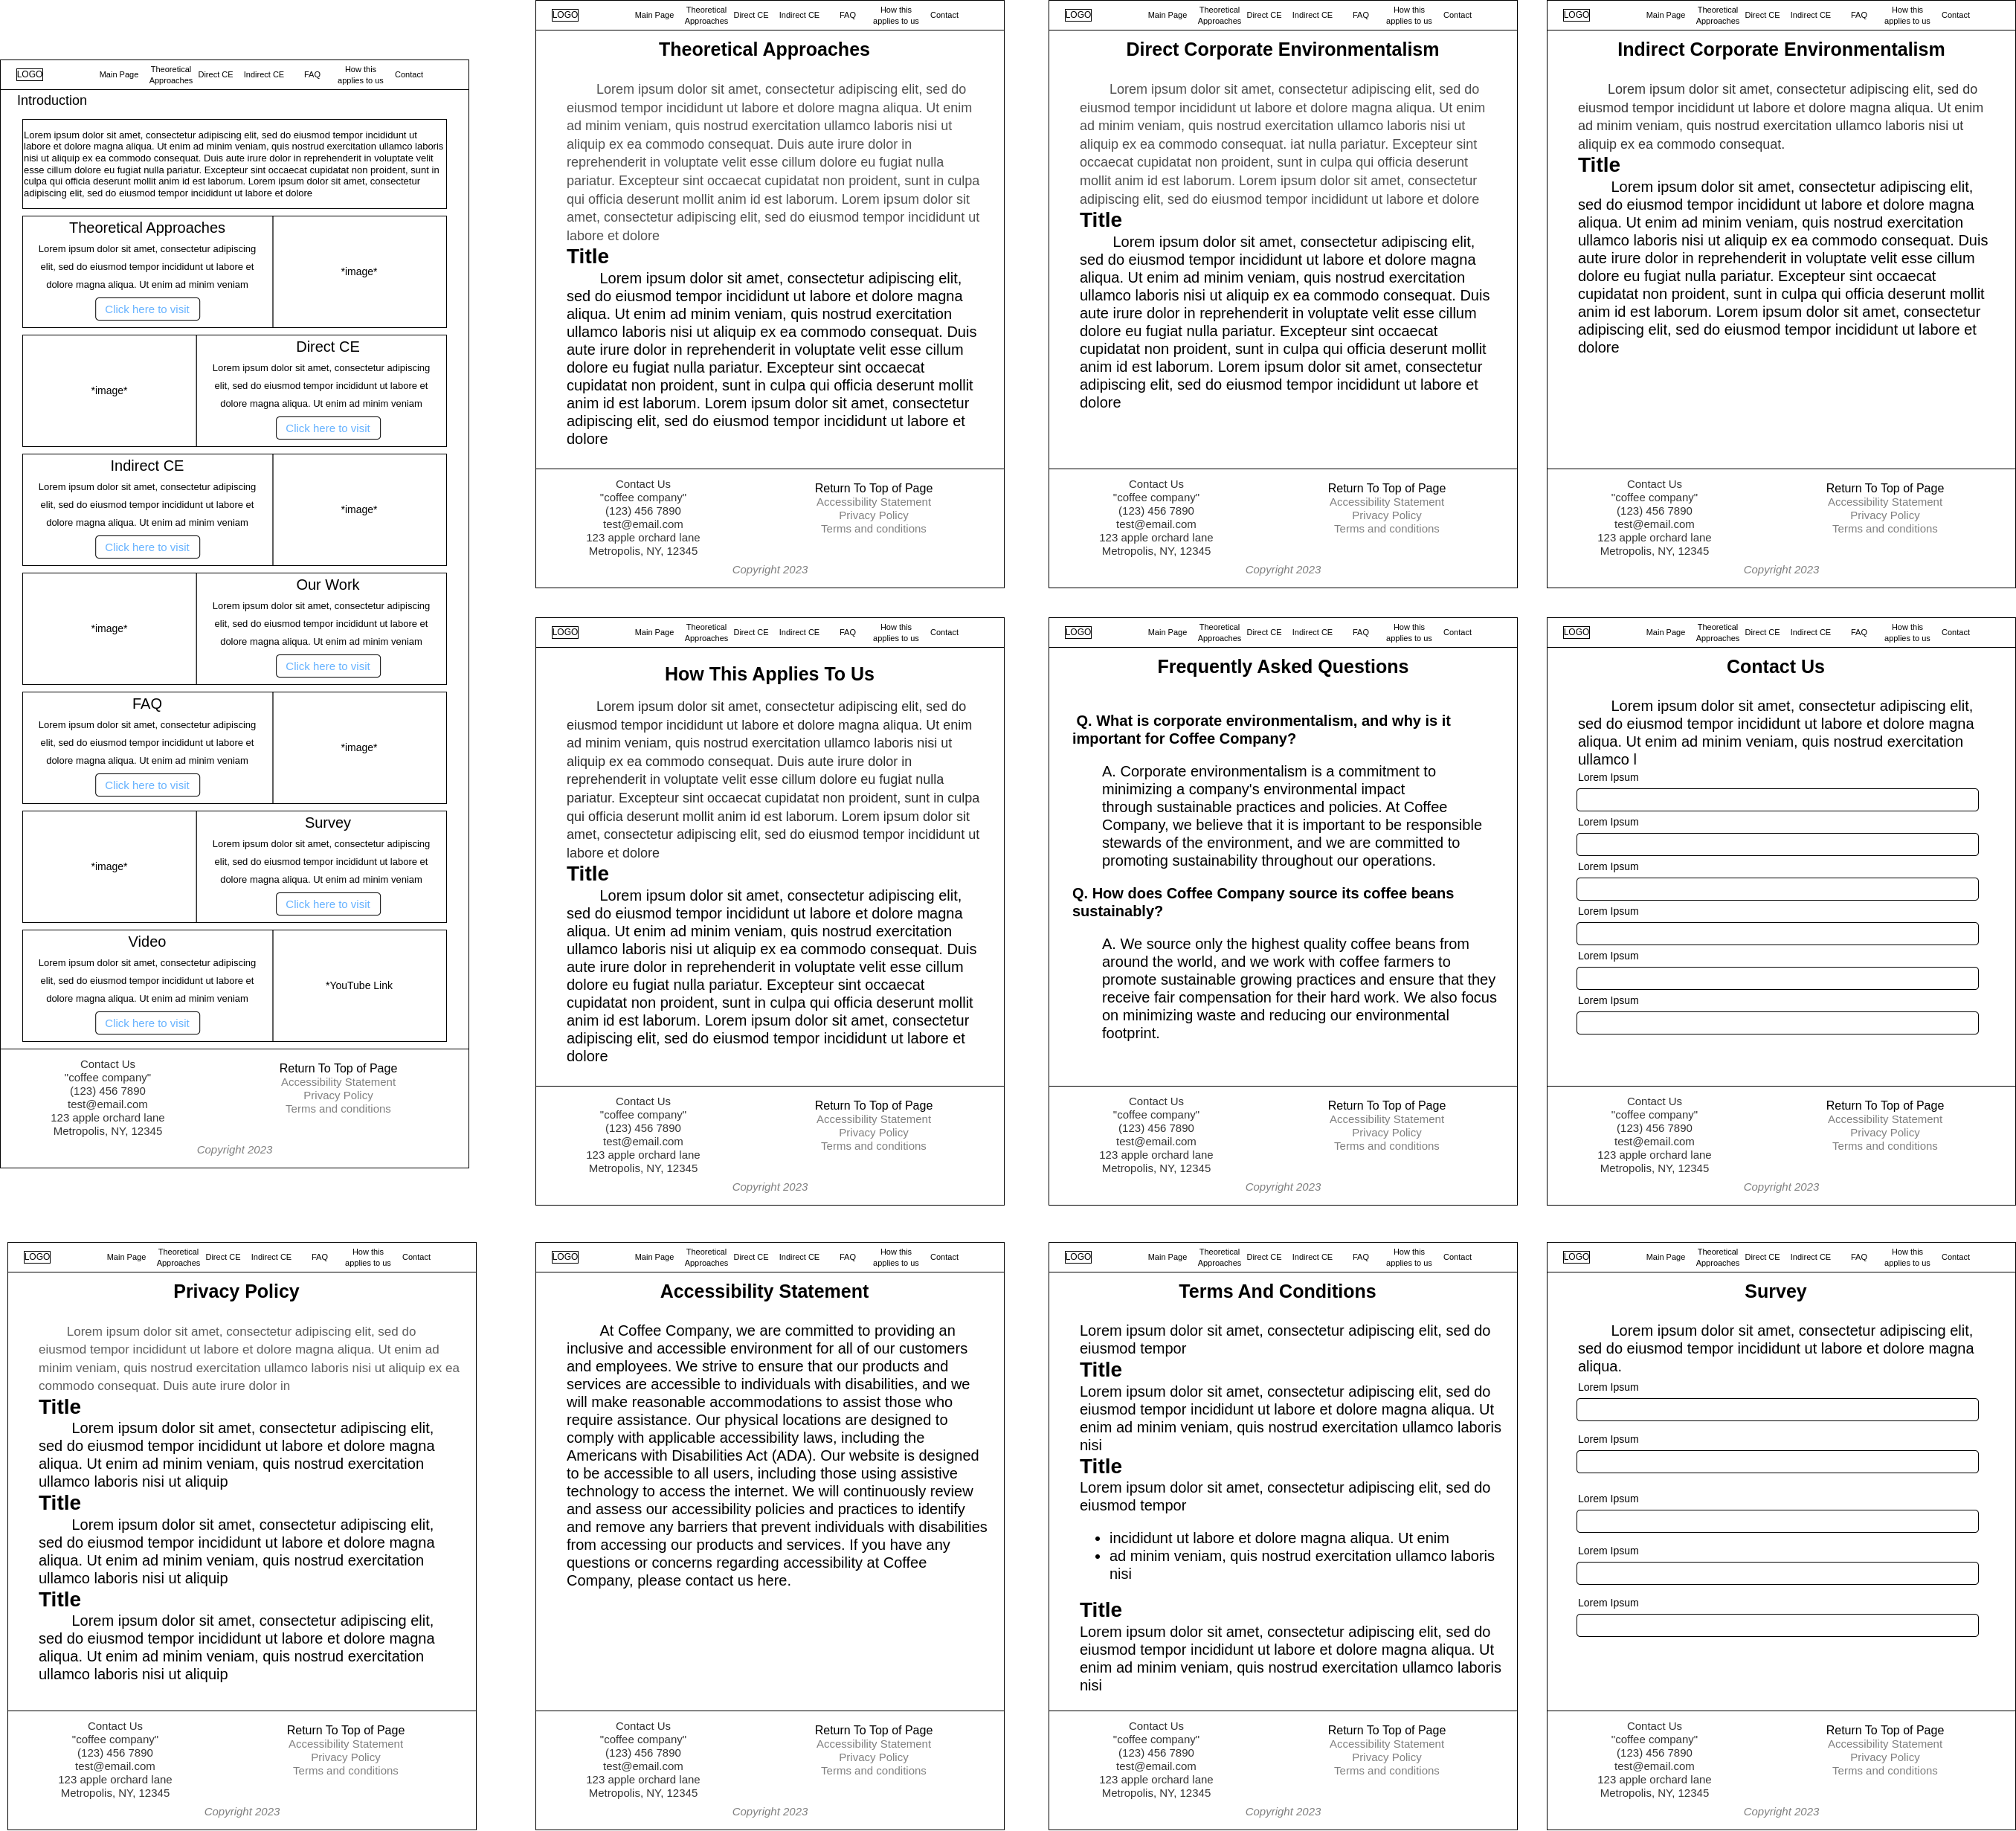 LOGO Main Page Theoretical Approaches Direct CE Indirect CE FAQ How this applies to us Contact
Introduction
Lorem ipsum dolor sit amet, consectetur adipiscing elit, sed do eiusmod tempor incididunt ut
labore et dolore magna aliqua. Ut enim ad minim veniam, quis nostrud exercitation ullamco laboris
nisi ut aliquip ex ea commodo consequat. Duis aute irure dolor in reprehenderit in voluptate velit
esse cillum dolore eu fugiat nulla pariatur. Excepteur sint occaecat cupidatat non proident, sunt in
culpa qui officia deserunt mollit anim id est laborum. Lorem ipsum dolor sit amet, consectetur
adipiscing elit, sed do eiusmod tempor incididunt ut labore et dolore
Theoretical Approaches
Lorem ipsum dolor sit amet, consectetur adipiscing
elit, sed do eiusmod tempor incididunt ut labore et
dolore magna aliqua. Ut enim ad minim veniam
Click here to visit
*image*
*image*
Direct CE
Lorem ipsum dolor sit amet, consectetur adipiscing
elit, sed do eiusmod tempor incididunt ut labore et
dolore magna aliqua. Ut enim ad minim veniam
Click here to visit
Indirect CE
Lorem ipsum dolor sit amet, consectetur adipiscing
elit, sed do eiusmod tempor incididunt ut labore et
dolore magna aliqua. Ut enim ad minim veniam
Click here to visit
*image*
*image*
Our Work
Lorem ipsum dolor sit amet, consectetur adipiscing
elit, sed do eiusmod tempor incididunt ut labore et
dolore magna aliqua. Ut enim ad minim veniam
Click here to visit
FAQ
Lorem ipsum dolor sit amet, consectetur adipiscing
elit, sed do eiusmod tempor incididunt ut labore et
dolore magna aliqua. Ut enim ad minim veniam
Click here to visit
*image*
*image*
Survey
Lorem ipsum dolor sit amet, consectetur adipiscing
elit, sed do eiusmod tempor incididunt ut labore et
dolore magna aliqua. Ut enim ad minim veniam
Click here to visit
Video
Lorem ipsum dolor sit amet, consectetur adipiscing
elit, sed do eiusmod tempor incididunt ut labore et
dolore magna aliqua. Ut enim ad minim veniam
Click here to visit
*YouTube Link
Contact Us
"coffee company"
(123) 456 7890
test@email.com
123 apple orchard lane
Metropolis, NY, 12345
Return To Top of Page
Accessibility Statement
Privacy Policy
Terms and conditions
Copyright 2023
LOGO Main Page Theoretical Approaches Direct CE Indirect CE FAQ How this applies to us Contact
Theoretical Approaches
Lorem ipsum dolor sit amet, consectetur adipiscing elit, sed do
eiusmod tempor incididunt ut labore et dolore magna aliqua. Ut enim
ad minim veniam, quis nostrud exercitation ullamco laboris nisi ut
aliquip ex ea commodo consequat. Duis aute irure dolor in
reprehenderit in voluptate velit esse cillum dolore eu fugiat nulla
pariatur. Excepteur sint occaecat cupidatat non proident, sunt in culpa
qui officia deserunt mollit anim id est laborum. Lorem ipsum dolor sit
amet, consectetur adipiscing elit, sed do eiusmod tempor incididunt ut
labore et dolore
Title
Lorem ipsum dolor sit amet, consectetur adipiscing elit,
sed do eiusmod tempor incididunt ut labore et dolore magna
aliqua. Ut enim ad minim veniam, quis nostrud exercitation
ullamco laboris nisi ut aliquip ex ea commodo consequat. Duis
aute irure dolor in reprehenderit in voluptate velit esse cillum
dolore eu fugiat nulla pariatur. Excepteur sint occaecat
cupidatat non proident, sunt in culpa qui officia deserunt mollit
anim id est laborum. Lorem ipsum dolor sit amet, consectetur
adipiscing elit, sed do eiusmod tempor incididunt ut labore et
dolore
Contact Us
"coffee company"
(123) 456 7890
test@email.com
123 apple orchard lane
Metropolis, NY, 12345
Return To Top of Page
Accessibility Statement
Privacy Policy
Terms and conditions
Copyright 2023
LOGO Main Page Theoretical Approaches Direct CE Indirect CE FAQ How this applies to us Contact
Direct Corporate Environmentalism
Lorem ipsum dolor sit amet, consectetur adipiscing elit, sed do
eiusmod tempor incididunt ut labore et dolore magna aliqua. Ut enim
ad minim veniam, quis nostrud exercitation ullamco laboris nisi ut
aliquip ex ea commodo consequat. iat nulla pariatur. Excepteur sint
occaecat cupidatat non proident, sunt in culpa qui officia deserunt
mollit anim id est laborum. Lorem ipsum dolor sit amet, consectetur
adipiscing elit, sed do eiusmod tempor incididunt ut labore et dolore
Title
Lorem ipsum dolor sit amet, consectetur adipiscing elit,
sed do eiusmod tempor incididunt ut labore et dolore magna
aliqua. Ut enim ad minim veniam, quis nostrud exercitation
ullamco laboris nisi ut aliquip ex ea commodo consequat. Duis
aute irure dolor in reprehenderit in voluptate velit esse cillum
dolore eu fugiat nulla pariatur. Excepteur sint occaecat
cupidatat non proident, sunt in culpa qui officia deserunt mollit
anim id est laborum. Lorem ipsum dolor sit amet, consectetur
adipiscing elit, sed do eiusmod tempor incididunt ut labore et
dolore
Contact Us
"coffee company"
(123) 456 7890
test@email.com
123 apple orchard lane
Metropolis, NY, 12345
Return To Top of Page
Accessibility Statement
Privacy Policy
Terms and conditions
Copyright 2023
LOGO Main Page Theoretical Approaches Direct CE Indirect CE FAQ How this applies to us Contact
Indirect Corporate Environmentalism
Lorem ipsum dolor sit amet, consectetur adipiscing elit, sed do
eiusmod tempor incididunt ut labore et dolore magna aliqua. Ut enim
ad minim veniam, quis nostrud exercitation ullamco laboris nisi ut
aliquip ex ea commodo consequat.
Title
Lorem ipsum dolor sit amet, consectetur adipiscing elit,
sed do eiusmod tempor incididunt ut labore et dolore magna
aliqua. Ut enim ad minim veniam, quis nostrud exercitation
ullamco laboris nisi ut aliquip ex ea commodo consequat. Duis
aute irure dolor in reprehenderit in voluptate velit esse cillum
dolore eu fugiat nulla pariatur. Excepteur sint occaecat
cupidatat non proident, sunt in culpa qui officia deserunt mollit
anim id est laborum. Lorem ipsum dolor sit amet, consectetur
adipiscing elit, sed do eiusmod tempor incididunt ut labore et
dolore
Contact Us
"coffee company"
(123) 456 7890
test@email.com
123 apple orchard lane
Metropolis, NY, 12345
Return To Top of Page
Accessibility Statement
Privacy Policy
Terms and conditions
Copyright 2023
LOGO Main Page Theoretical Approaches Direct CE Indirect CE FAQ How this applies to us Contact
How This Applies To Us
Lorem ipsum dolor sit amet, consectetur adipiscing elit, sed do
eiusmod tempor incididunt ut labore et dolore magna aliqua. Ut enim
ad minim veniam, quis nostrud exercitation ullamco laboris nisi ut
aliquip ex ea commodo consequat. Duis aute irure dolor in
reprehenderit in voluptate velit esse cillum dolore eu fugiat nulla
pariatur. Excepteur sint occaecat cupidatat non proident, sunt in culpa
qui officia deserunt mollit anim id est laborum. Lorem ipsum dolor sit
amet, consectetur adipiscing elit, sed do eiusmod tempor incididunt ut
labore et dolore
Title
Lorem ipsum dolor sit amet, consectetur adipiscing elit,
sed do eiusmod tempor incididunt ut labore et dolore magna
aliqua. Ut enim ad minim veniam, quis nostrud exercitation
ullamco laboris nisi ut aliquip ex ea commodo consequat. Duis
aute irure dolor in reprehenderit in voluptate velit esse cillum
dolore eu fugiat nulla pariatur. Excepteur sint occaecat
cupidatat non proident, sunt in culpa qui officia deserunt mollit
anim id est laborum. Lorem ipsum dolor sit amet, consectetur
adipiscing elit, sed do eiusmod tempor incididunt ut labore et
dolore
Contact Us
"coffee company"
(123) 456 7890
test@email.com
123 apple orchard lane
Metropolis, NY, 12345
Return To Top of Page
Accessibility Statement
Privacy Policy
Terms and conditions
Copyright 2023
LOGO Main Page Theoretical Approaches Direct CE Indirect CE FAQ How this applies to us Contact
Frequently Asked Questions
Q. What is corporate environmentalism, and why is it
important for Coffee Company?
A. Corporate environmentalism is a commitment to
minimizing a company's environmental impact
through sustainable practices and policies. At Coffee
Company, we believe that it is important to be responsible
stewards of the environment, and we are committed to
promoting sustainability throughout our operations.
Q. How does Coffee Company source its coffee beans
sustainably?
A. We source only the highest quality coffee beans from
around the world, and we work with coffee farmers to
promote sustainable growing practices and ensure that they
receive fair compensation for their hard work. We also focus
on minimizing waste and reducing our environmental
footprint.
Contact Us
"coffee company"
(123) 456 7890
test@email.com
123 apple orchard lane
Metropolis, NY, 12345
Return To Top of Page
Accessibility Statement
Privacy Policy
Terms and conditions
Copyright 2023
LOGO Main Page Theoretical Approaches Direct CE Indirect CE FAQ How this applies to us Contact
Contact Us
Lorem ipsum dolor sit amet, consectetur adipiscing elit,
sed do eiusmod tempor incididunt ut labore et dolore magna
aliqua. Ut enim ad minim veniam, quis nostrud exercitation
ullamco l
Lorem Ipsum
Lorem Ipsum
Lorem Ipsum
Lorem Ipsum
Lorem Ipsum
Lorem Ipsum
Contact Us
"coffee company"
(123) 456 7890
test@email.com
123 apple orchard lane
Metropolis, NY, 12345
Return To Top of Page
Accessibility Statement
Privacy Policy
Terms and conditions
Copyright 2023
LOGO Main Page Theoretical Approaches Direct CE Indirect CE FAQ How this applies to us Contact
Privacy Policy
Lorem ipsum dolor sit amet, consectetur adipiscing elit, sed do
eiusmod tempor incididunt ut labore et dolore magna aliqua. Ut enim ad
minim veniam, quis nostrud exercitation ullamco laboris nisi ut aliquip ex ea
commodo consequat. Duis aute irure dolor in
Title
Lorem ipsum dolor sit amet, consectetur adipiscing elit,
sed do eiusmod tempor incididunt ut labore et dolore magna
aliqua. Ut enim ad minim veniam, quis nostrud exercitation
ullamco laboris nisi ut aliquip
Title
Lorem ipsum dolor sit amet, consectetur adipiscing elit,
sed do eiusmod tempor incididunt ut labore et dolore magna
aliqua. Ut enim ad minim veniam, quis nostrud exercitation
ullamco laboris nisi ut aliquip
Title
Lorem ipsum dolor sit amet, consectetur adipiscing elit,
sed do eiusmod tempor incididunt ut labore et dolore magna
aliqua. Ut enim ad minim veniam, quis nostrud exercitation
ullamco laboris nisi ut aliquip
Contact Us
"coffee company"
(123) 456 7890
test@email.com
123 apple orchard lane
Metropolis, NY, 12345
Return To Top of Page
Accessibility Statement
Privacy Policy
Terms and conditions
Copyright 2023
LOGO Main Page Theoretical Approaches Direct CE Indirect CE FAQ How this applies to us Contact
Accessibility Statement
At Coffee Company, we are committed to providing an
inclusive and accessible environment for all of our customers
and employees. We strive to ensure that our products and
services are accessible to individuals with disabilities, and we
will make reasonable accommodations to assist those who
require assistance. Our physical locations are designed to
comply with applicable accessibility laws, including the
Americans with Disabilities Act (ADA). Our website is designed
to be accessible to all users, including those using assistive
technology to access the internet. We will continuously review
and assess our accessibility policies and practices to identify
and remove any barriers that prevent individuals with disabilities
from accessing our products and services. If you have any
questions or concerns regarding accessibility at Coffee
Company, please contact us here.
Contact Us
"coffee company"
(123) 456 7890
test@email.com
123 apple orchard lane
Metropolis, NY, 12345
Return To Top of Page
Accessibility Statement
Privacy Policy
Terms and conditions
Copyright 2023
LOGO Main Page Theoretical Approaches Direct CE Indirect CE FAQ How this applies to us Contact
Terms And Conditions
Lorem ipsum dolor sit amet, consectetur adipiscing elit, sed do
eiusmod tempor
Title
Lorem ipsum dolor sit amet, consectetur adipiscing elit, sed do
eiusmod tempor incididunt ut labore et dolore magna aliqua. Ut
enim ad minim veniam, quis nostrud exercitation ullamco laboris
nisi
Title
Lorem ipsum dolor sit amet, consectetur adipiscing elit, sed do
eiusmod tempor
• incididunt ut labore et dolore magna aliqua. Ut enim
• ad minim veniam, quis nostrud exercitation ullamco laboris
nisi
Title
Lorem ipsum dolor sit amet, consectetur adipiscing elit, sed do
eiusmod tempor incididunt ut labore et dolore magna aliqua. Ut
enim ad minim veniam, quis nostrud exercitation ullamco laboris
nisi
Contact Us
"coffee company"
(123) 456 7890
test@email.com
123 apple orchard lane
Metropolis, NY, 12345
Return To Top of Page
Accessibility Statement
Privacy Policy
Terms and conditions
Copyright 2023
LOGO Main Page Theoretical Approaches Direct CE Indirect CE FAQ How this applies to us Contact
Survey
Lorem ipsum dolor sit amet, consectetur adipiscing elit,
sed do eiusmod tempor incididunt ut labore et dolore magna
aliqua.
Lorem Ipsum
Lorem Ipsum
Lorem Ipsum
Lorem Ipsum
Lorem Ipsum
Contact Us
"coffee company"
(123) 456 7890
test@email.com
123 apple orchard lane
Metropolis, NY, 12345
Return To Top of Page
Accessibility Statement
Privacy Policy
Terms and conditions
Copyright 2023